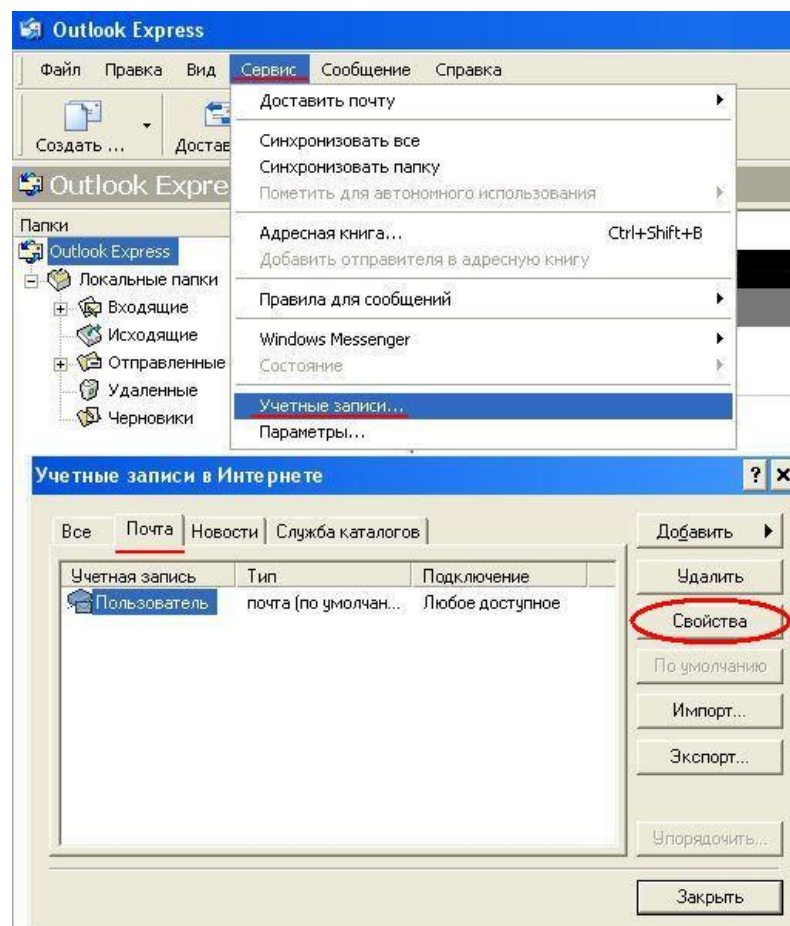 Outlook Express
Файл Правка Вид Сервис Сообщение Справка
Создать ...
Доставить почту
Синхронизовать все
Синхронизовать папку
Пометить для автономного использования
Адресная книга... Ctrl+Shift+B
Добавить отправителя в адресную книгу
Правила для сообщений
Windows Messenger
Состояние
Учетные записи...
Параметры...
Outlook Expre
Папки
Outlook Express
Локальные папки
Входящие
Исходящие
Отправленные
Удаленные
Черновики
Учетные записи в Интернете
Все Почта Новости Служба каталогов
Учетная запись Тип Подключение
Пользователь почта (по умолчан... Любое доступное
Добавить
Удалить
Свойства
По умолчанию
Импорт...
Экспорт...
Упорядочить...
Закрыть